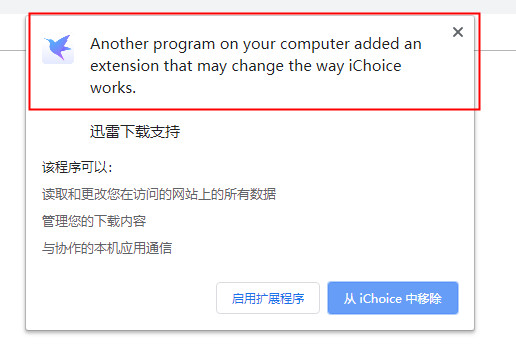 Another program on your computer added an
extension that may change the way iChoice
works.
迅雷下载支持
该程序可以：
读取和更改您在访问的网站上的所有数据
管理您的下载内容
与协作的本机应用通信
启用扩展程序
从 iChoice 中移除